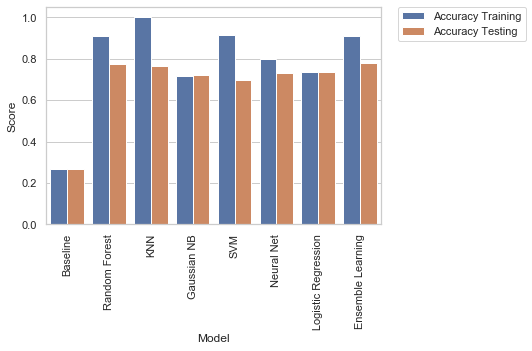 Accuracy Training
Accuracy Testing
1.0
0.8
0.6
0.4
0.2
0.0
Score
Baseline
Random Forest
KNN
Gaussian NB
SVM
Neural Net
Logistic Regression
Ensemble Learning
Model